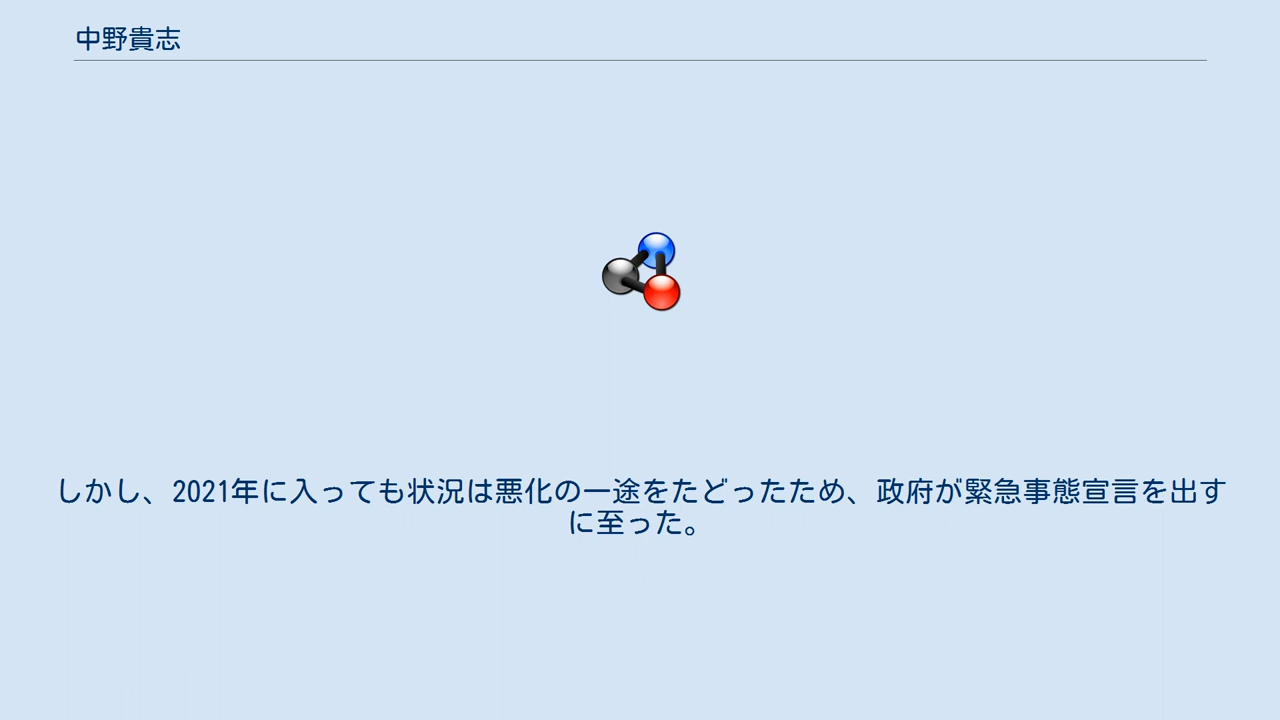 中野貴志
しかし、2021年に入っても状況は悪化の一途をたどったため、政府が緊急事態宣言を出す
に至った。